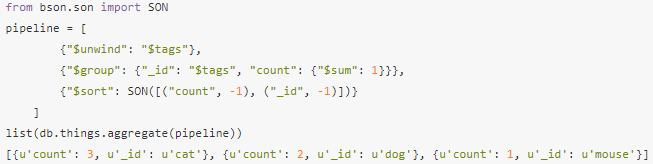 from bson.son import SON
pipeline = [
        {"$unwind": "$tags"},
        {"$group": {"_id": "$tags", "count": {"$sum": 1}}},
        {"$sort": SON([("count", -1), ("_id", -1)])}
    ]
list(db.things.aggregate(pipeline))
[{u'count': 3, u'_id': u'cat'}, {u'count': 2, u'_id': u'dog'}, {u'count': 1, u'_id': u'mouse'}]